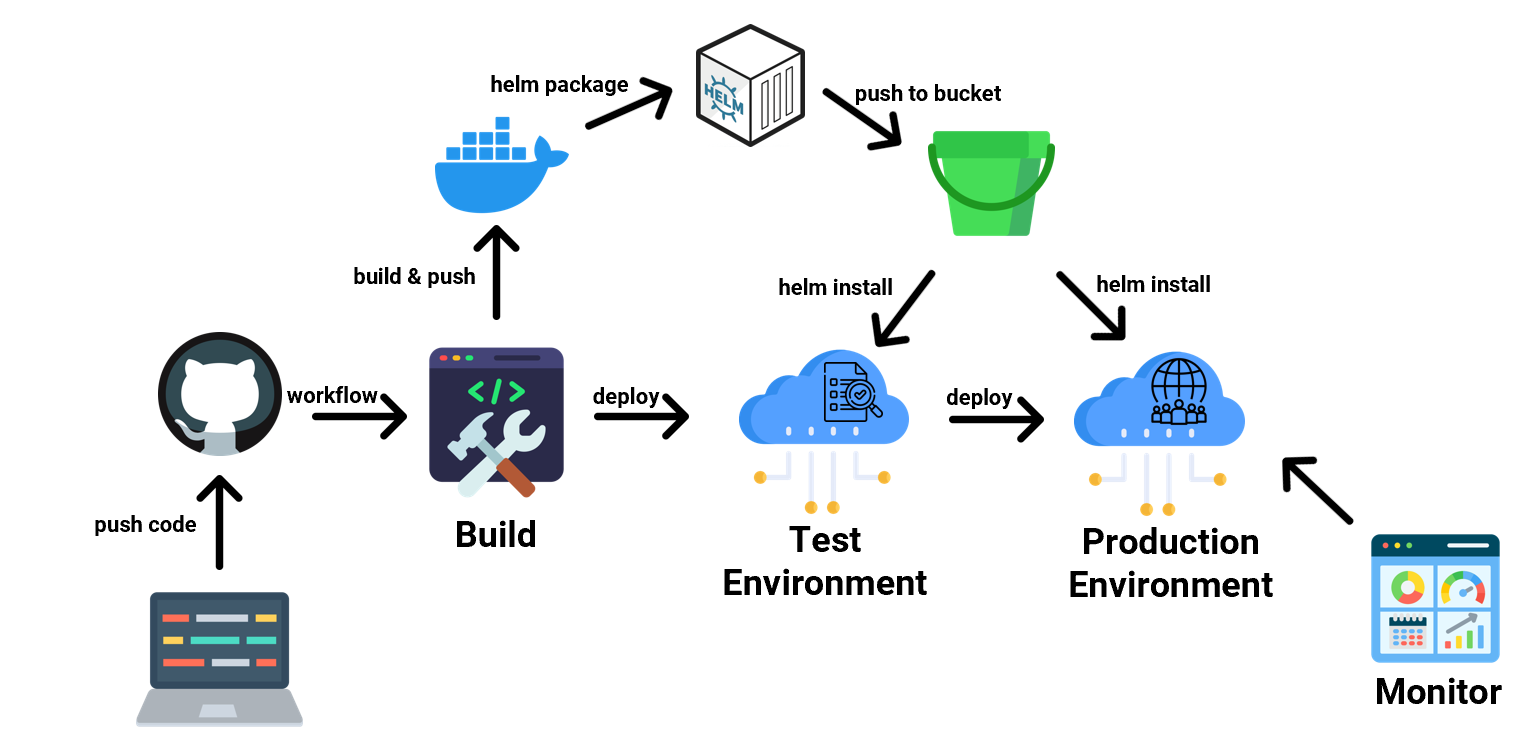 helm package
HELM
push to bucket
build & push
helm install
helm install
workflow
deploy
deploy
push code
Build
Test
Environment
Production
Environment
Monitor